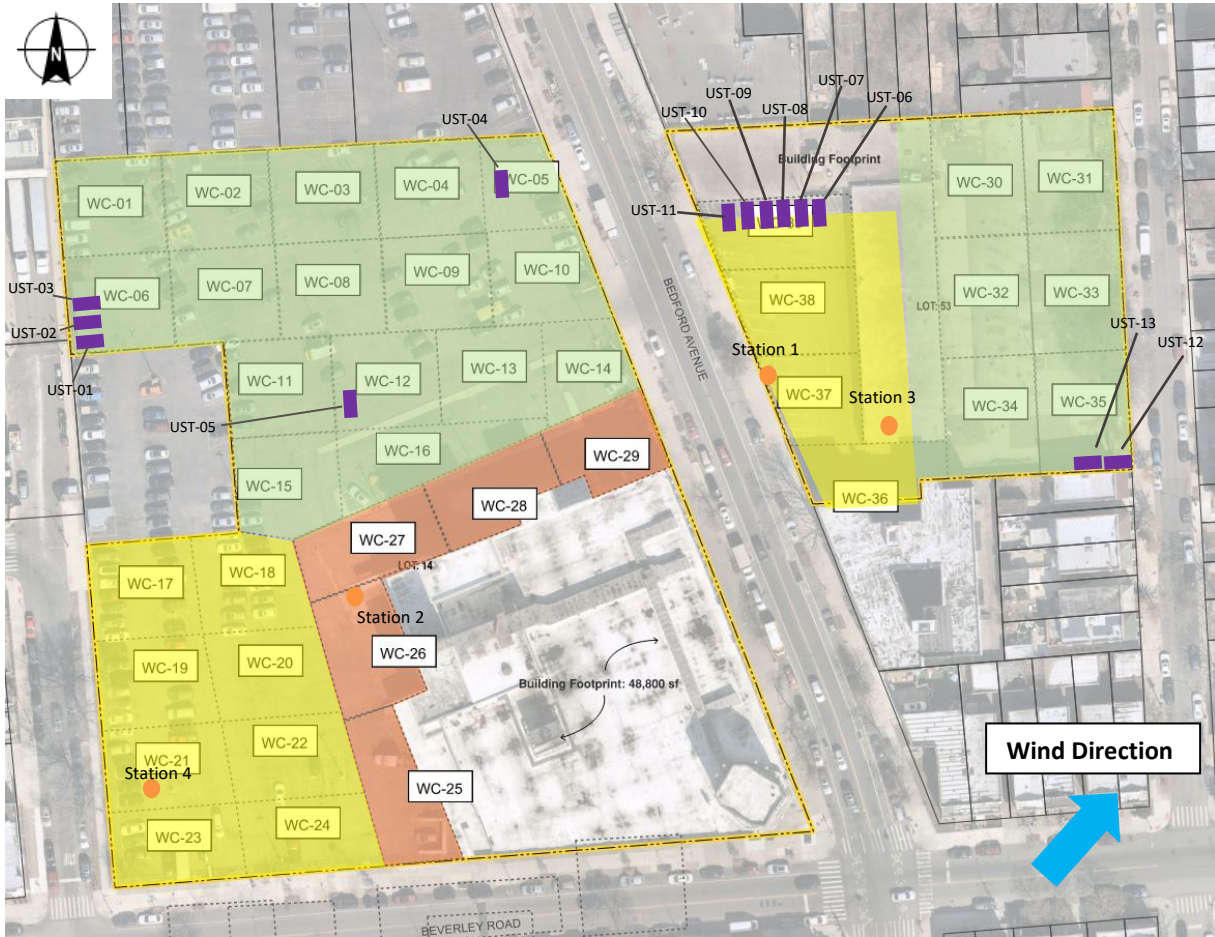 N
UST-07
UST-09
UST-08
UST-06
UST-10
UST-04
Building Footprint
WC-01
WC-02
WC-03
WC-04
WC-05
WC-30
WC-31
UST-11
WC-06
WC-07
WC-08
WC-09
WC-10
UST-03
UST-02
UST-01
BEDFORD AVENUE
WC-38
LOT: 53
WC-32
WC-33
UST-13
UST-12
Station 1
WC-11
WC-12
WC-13
WC-14
WC-37
Station 3
WC-34
WC-35
UST-05
WC-16
WC-15
WC-29
WC-28
WC-36
WC-27
LOT: 14
WC-17
WC-18
Station 2
WC-26
WC-19
WC-20
Building Footprint: 48,800 sf
WC-21
WC-22
Station 4
WC-25
WC-23
WC-24
Wind Direction
BEVERLEY ROAD